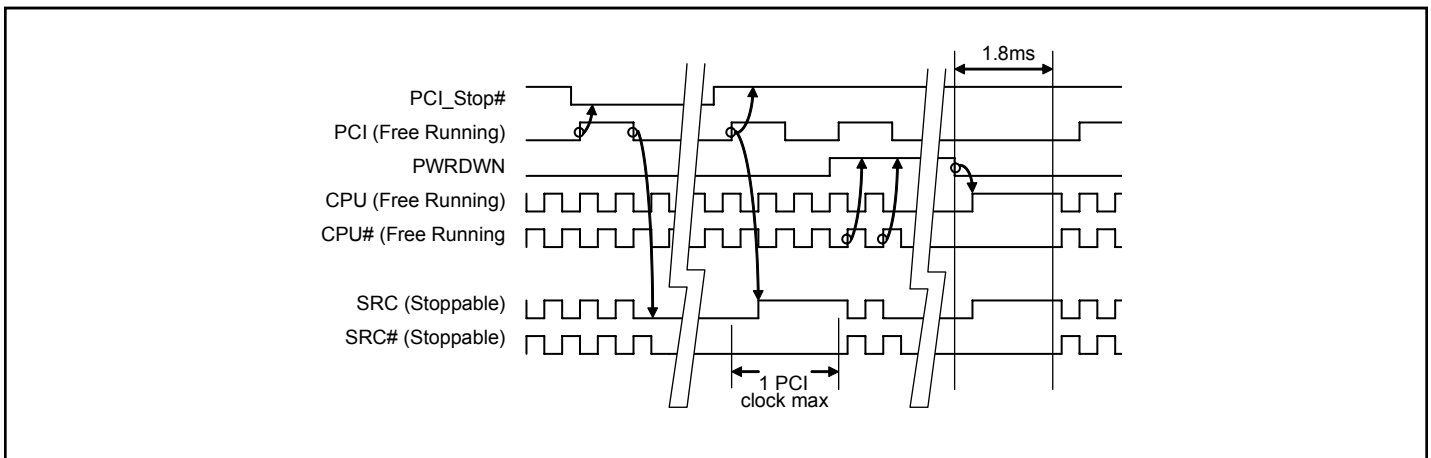 1.8ms
PCI_Stop#
PCI (Free Running)
PWRDWN
CPU (Free Running)
CPU# (Free Running
SRC (Stoppable)
SRC# (Stoppable)
1 PCI
clock max